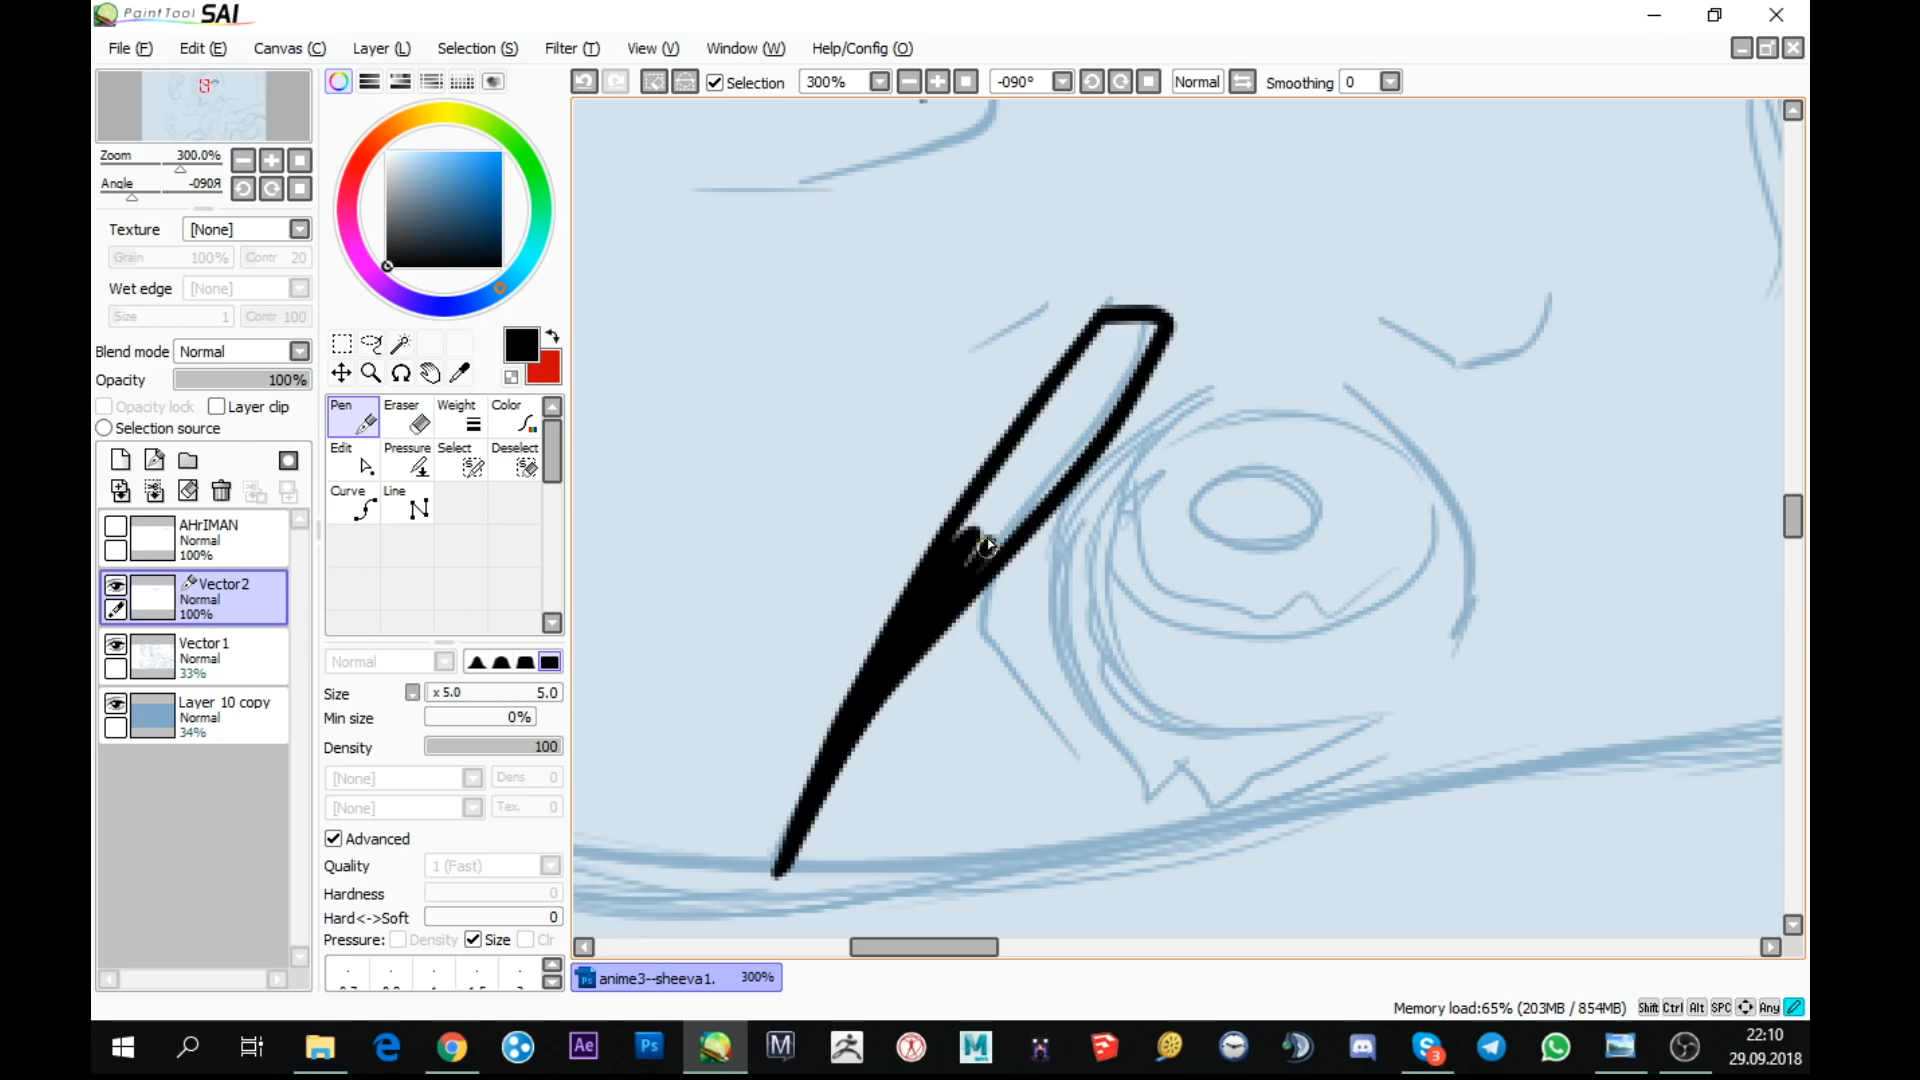 PaintTool SAI
File (F) Edit (E) Canvas (C) Layer (L) Selection (S) Filter (T) View (V) Window (W) Help/Config (O)
Selection 300% -090° Normal Smoothing 0
Zoom 300.0%
Angle -090Я
Texture [None]
Grain 100% Contr 20
Wet edge [None]
Size 1 Contr 100
Blend mode Normal
Opacity 100%
Opacity lock Layer clip
Selection source
AHrIMAN
Normal
100%
Vector2
Normal
100%
Vector1
Normal
33%
Layer 10 copy
Normal
34%
Pen Eraser Weight Color
Edit Pressure Select Deselect
Curve Line
Normal
Size x 5.0 5.0
Min size 0%
Density 100
[None] Dens 0
[None] Tex. 0
Advanced
Quality 1 (Fast)
Hardness 0
Hard<->Soft 0
Pressure: Density Size Clr
anime3--sheeva1. 300%
Memory load:65% (203MB / 854MB) Shift Ctrl Alt SPC Any
Ae Ps M M S 3
22:10
29.09.2018